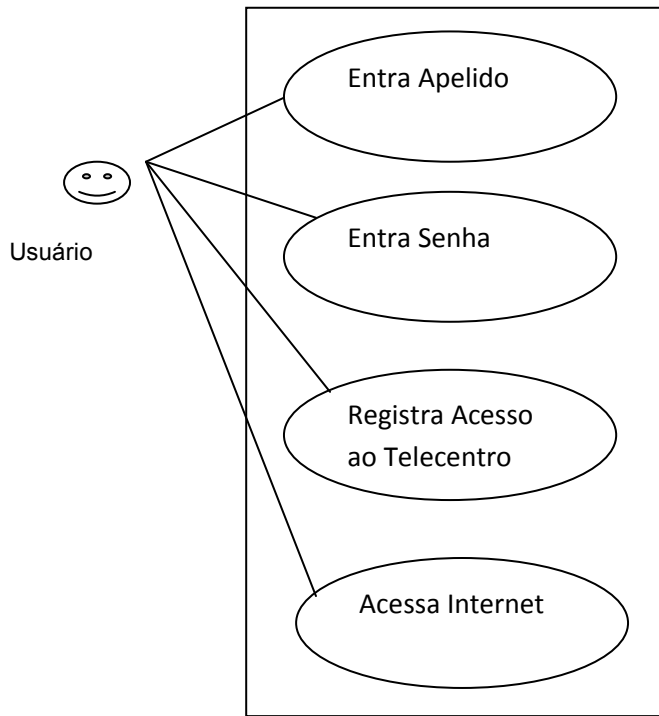 Entra Apelido
Usuário
Entra Senha
Registra Acesso
ao Telecentro
Acessa Internet